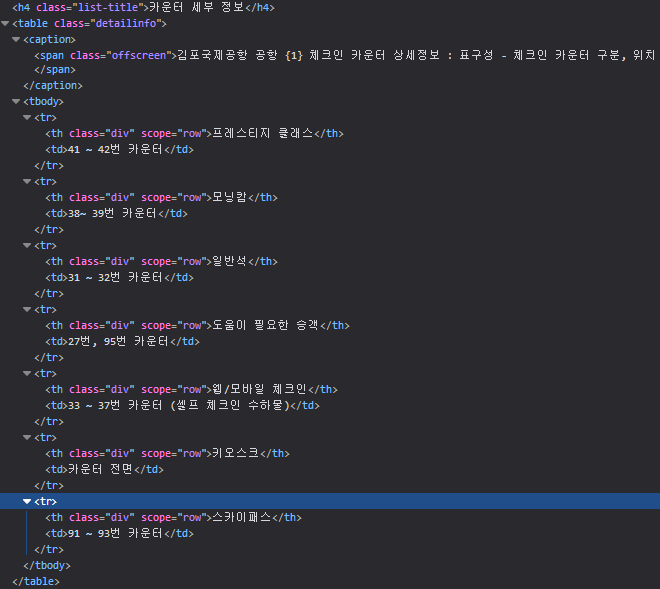 <h4 class="list-title">카운터 세부 정보</h4>
<table class="detailinfo">
<caption>
<span class="offscreen">김포국제공항 공항 {1} 체크인 카운터 상세정보 : 표구성 - 체크인 카운터 구분, 위치
</span>
</caption>
<tbody>
<tr>
<th class="div" scope="row">프레스티지 클래스</th>
<td>41 ~ 42번 카운터</td>
</tr>
<tr>
<th class="div" scope="row">모닝캄</th>
<td>38~ 39번 카운터</td>
</tr>
<tr>
<th class="div" scope="row">일반석</th>
<td>31 ~ 32번 카운터</td>
</tr>
<tr>
<th class="div" scope="row">도움이 필요한 승객</th>
<td>27번, 95번 카운터</td>
</tr>
<tr>
<th class="div" scope="row">웹/모바일 체크인</th>
<td>33 ~ 37번 카운터 (셀프 체크인 수하물)</td>
</tr>
<tr>
<th class="div" scope="row">키오스크</th>
<td>카운터 전면</td>
</tr>
<tr>
<th class="div" scope="row">스카이패스</th>
<td>91 ~ 93번 카운터</td>
</tr>
</tbody>
</table>